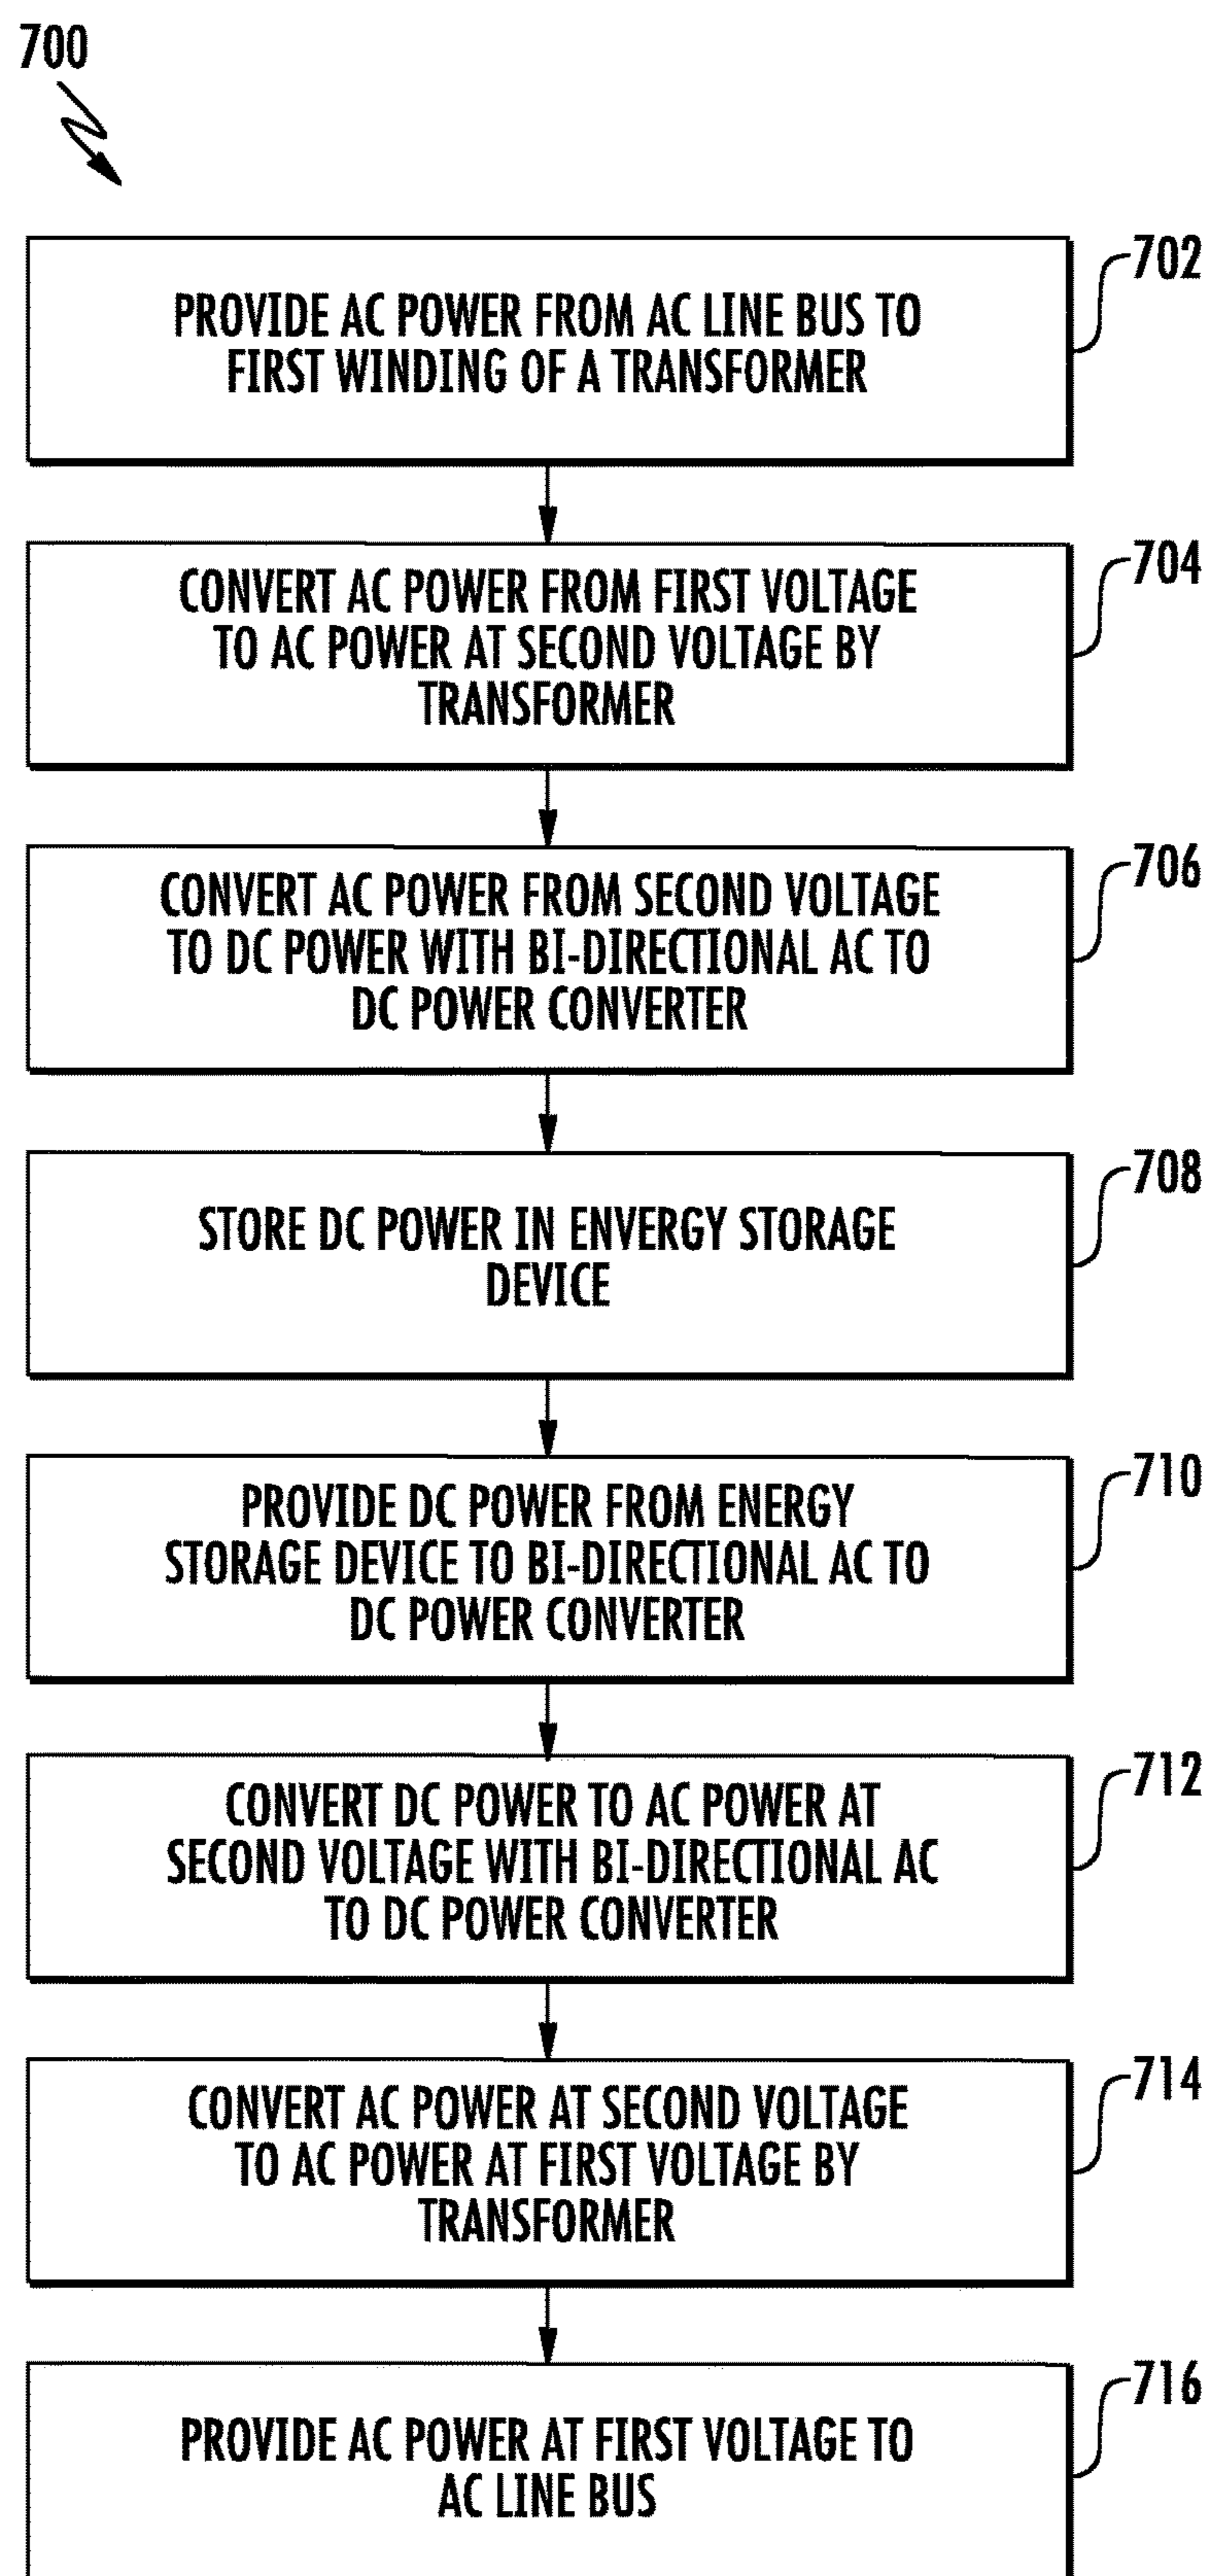 700
702
PROVIDE AC POWER FROM AC LINE BUS TO
FIRST WINDING OF A TRANSFORMER
704
CONVERT AC POWER FROM FIRST VOLTAGE
TO AC POWER AT SECOND VOLTAGE BY
TRANSFORMER
706
CONVERT AC POWER FROM SECOND VOLTAGE
TO DC POWER WITH BI-DIRECTIONAL AC TO
DC POWER CONVERTER
708
STORE DC POWER IN ENVERGY STORAGE
DEVICE
710
PROVIDE DC POWER FROM ENERGY
STORAGE DEVICE TO BI-DIRECTIONAL AC TO
DC POWER CONVERTER
712
CONVERT DC POWER TO AC POWER AT
SECOND VOLTAGE WITH BI-DIRECTIONAL AC
TO DC POWER CONVERTER
714
CONVERT AC POWER AT SECOND VOLTAGE
TO AC POWER AT FIRST VOLTAGE BY
TRANSFORMER
716
PROVIDE AC POWER AT FIRST VOLTAGE TO
AC LINE BUS